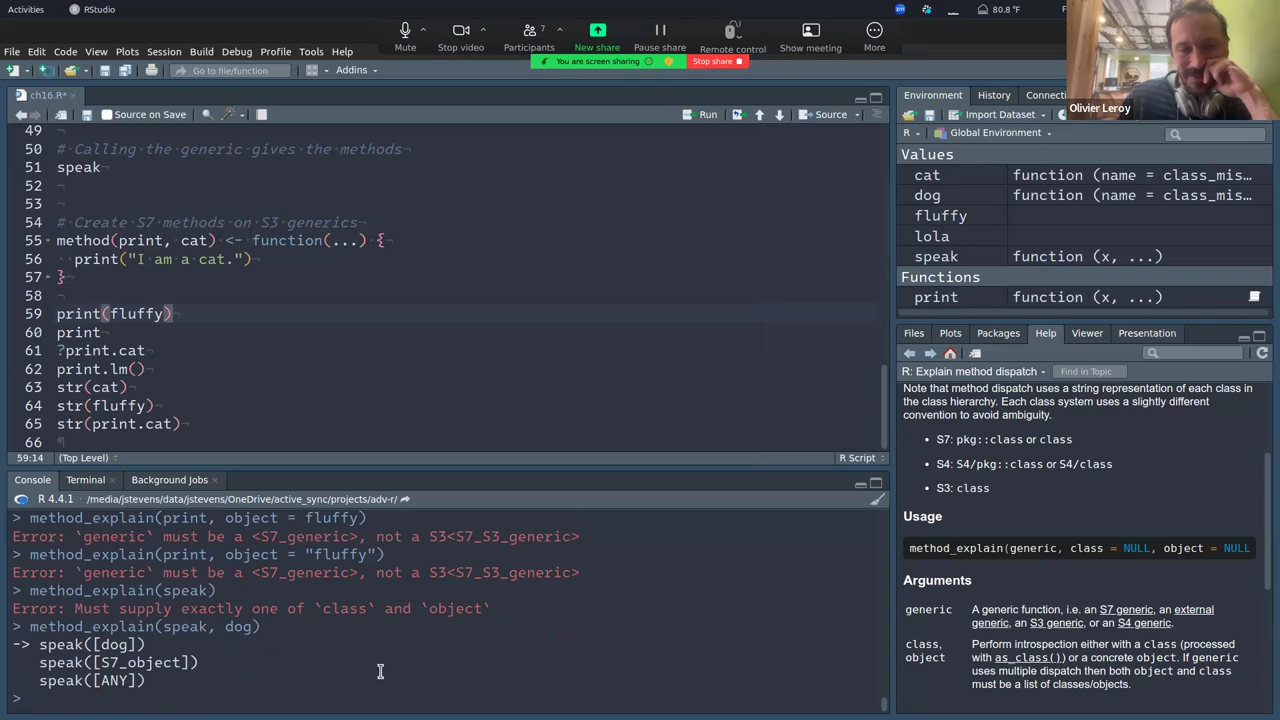 Activities
RStudio
zm
80.8 °F
Mute
Stop video
Participants
7
New share
Pause share
Remote control
Show meeting
More
You are screen sharing
Stop share
Olivier Leroy
File Edit Code View Plots Session Build Debug Profile Tools Help
Go to file/function
Addins
ch16.R*
Source on Save
Run
Source
49
50 # Calling the generic gives the methods
51 speak
52
53
54 # Create S7 methods on S3 generics
55 method(print, cat) <- function(...) {
56 print("I am a cat.")
57 }
58
59 print(fluffy)
60 print
61 ?print.cat
62 print.lm()
63 str(cat)
64 str(fluffy)
65 str(print.cat)
66
59:14 (Top Level) R Script
Console Terminal Background Jobs
R 4.4.1 · /media/jstevens/data/jstevens/OneDrive/active_sync/projects/adv-r/
> method_explain(print, object = fluffy)
Error: `generic` must be a <S7_generic>, not a S3<S7_S3_generic>
> method_explain(print, object = "fluffy")
Error: `generic` must be a <S7_generic>, not a S3<S7_S3_generic>
> method_explain(speak)
Error: Must supply exactly one of `class` and `object`
> method_explain(speak, dog)
-> speak([dog])
speak([S7_object])
speak([ANY])
>
Environment History Connecti
Import Dataset
R Global Environment
Values
cat function (name = class_mis…
dog function (name = class_mis…
fluffy
lola
speak function (x, ...)
Functions
print function (x, ...)
Files Plots Packages Help Viewer Presentation
R: Explain method dispatch
Find in Topic
Note that method dispatch uses a string representation of each class in
the class hierarchy. Each class system uses a slightly different
convention to avoid ambiguity.
• S7: pkg::class or class
• S4: S4/pkg::class or S4/class
• S3: class
Usage
method_explain(generic, class = NULL, object = NULL
Arguments
generic A generic function, i.e. an S7 generic, an external
generic, an S3 generic, or an S4 generic.
class, Perform introspection either with a class (processed
object with as_class()) or a concrete object. If generic
uses multiple dispatch then both object and class
must be a list of classes/objects.